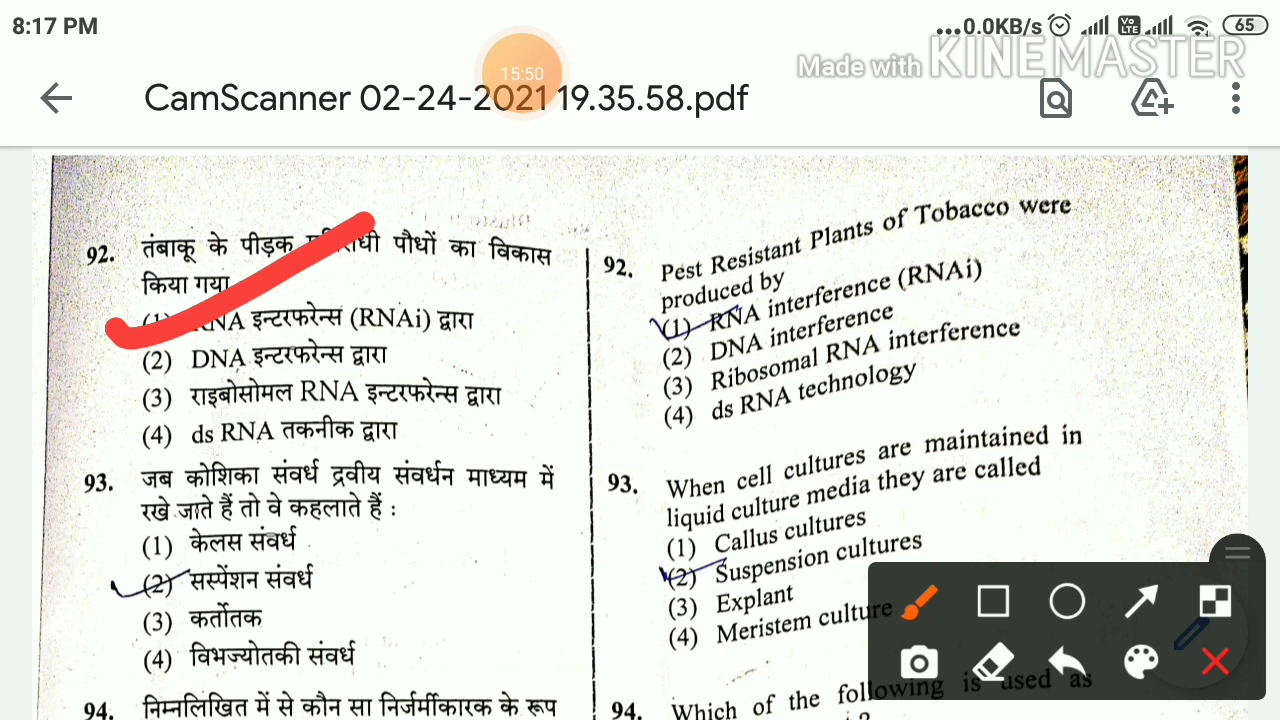 8:17 PM
...0.0KB/s
Vo LTE
65
15:50
Made with KINEMASTER
CamScanner 02-24-2021 19.35.58.pdf
92. तंबाकू के पीड़क पौधों का विकास
किया गया
(1) RNA इन्टरफरेन्स (RNAi) द्वारा
(2) DNA इन्टरफरेन्स द्वारा
(3) राइबोसोमल RNA इन्टरफरेन्स द्वारा
(4) ds RNA तकनीक द्वारा
93. जब कोशिका संवर्ध द्रवीय संवर्धन माध्यम में
रखे जाते हैं तो वे कहलाते हैं :
(1) केलस संवर्ध
(2) सस्पेंशन संवर्ध
(3) कर्तोतक
(4) विभज्योतकी संवर्ध
94. निम्नलिखित में से कौन सा निर्जर्मीकारक के रूप
92. Pest Resistant Plants of Tobacco were
produced by
(1) RNA interference (RNAi)
(2) DNA interference
(3) Ribosomal RNA interference
(4) ds RNA technology
93. When cell cultures are maintained in
liquid culture media they are called
(1) Callus cultures
(2) Suspension cultures
(3) Explant
(4) Meristem culture
94. Which of the following is used as